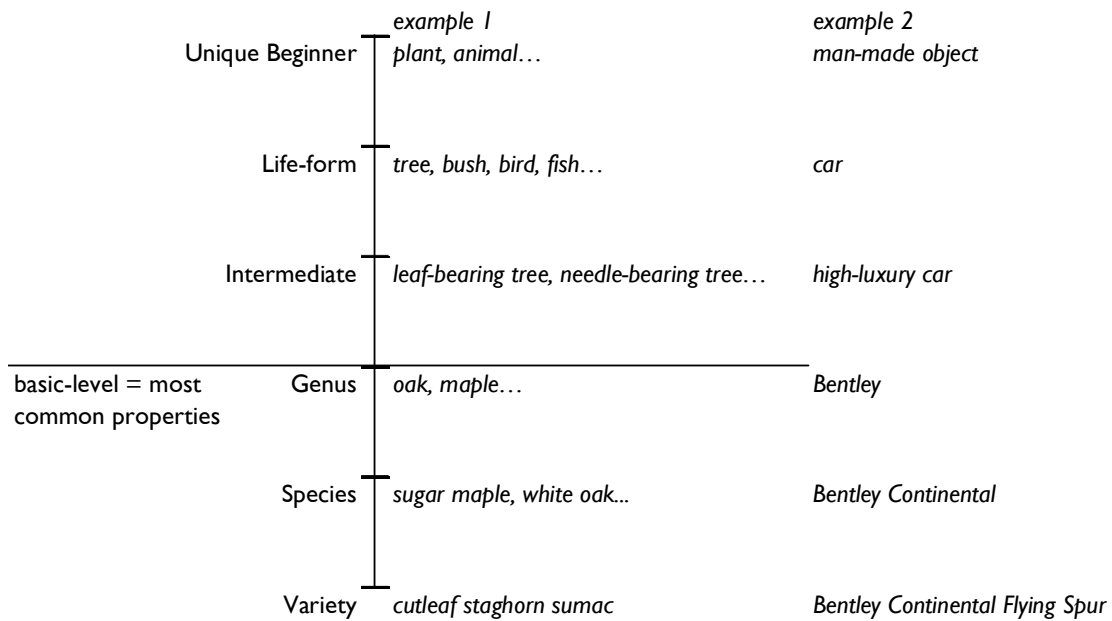 example 1 example 2
Unique Beginner plant, animal… man-made object
Life-form tree, bush, bird, fish… car
Intermediate leaf-bearing tree, needle-bearing tree… high-luxury car
basic-level = most Genus oak, maple… Bentley
common properties
Species sugar maple, white oak... Bentley Continental
Variety cutleaf staghorn sumac Bentley Continental Flying Spur